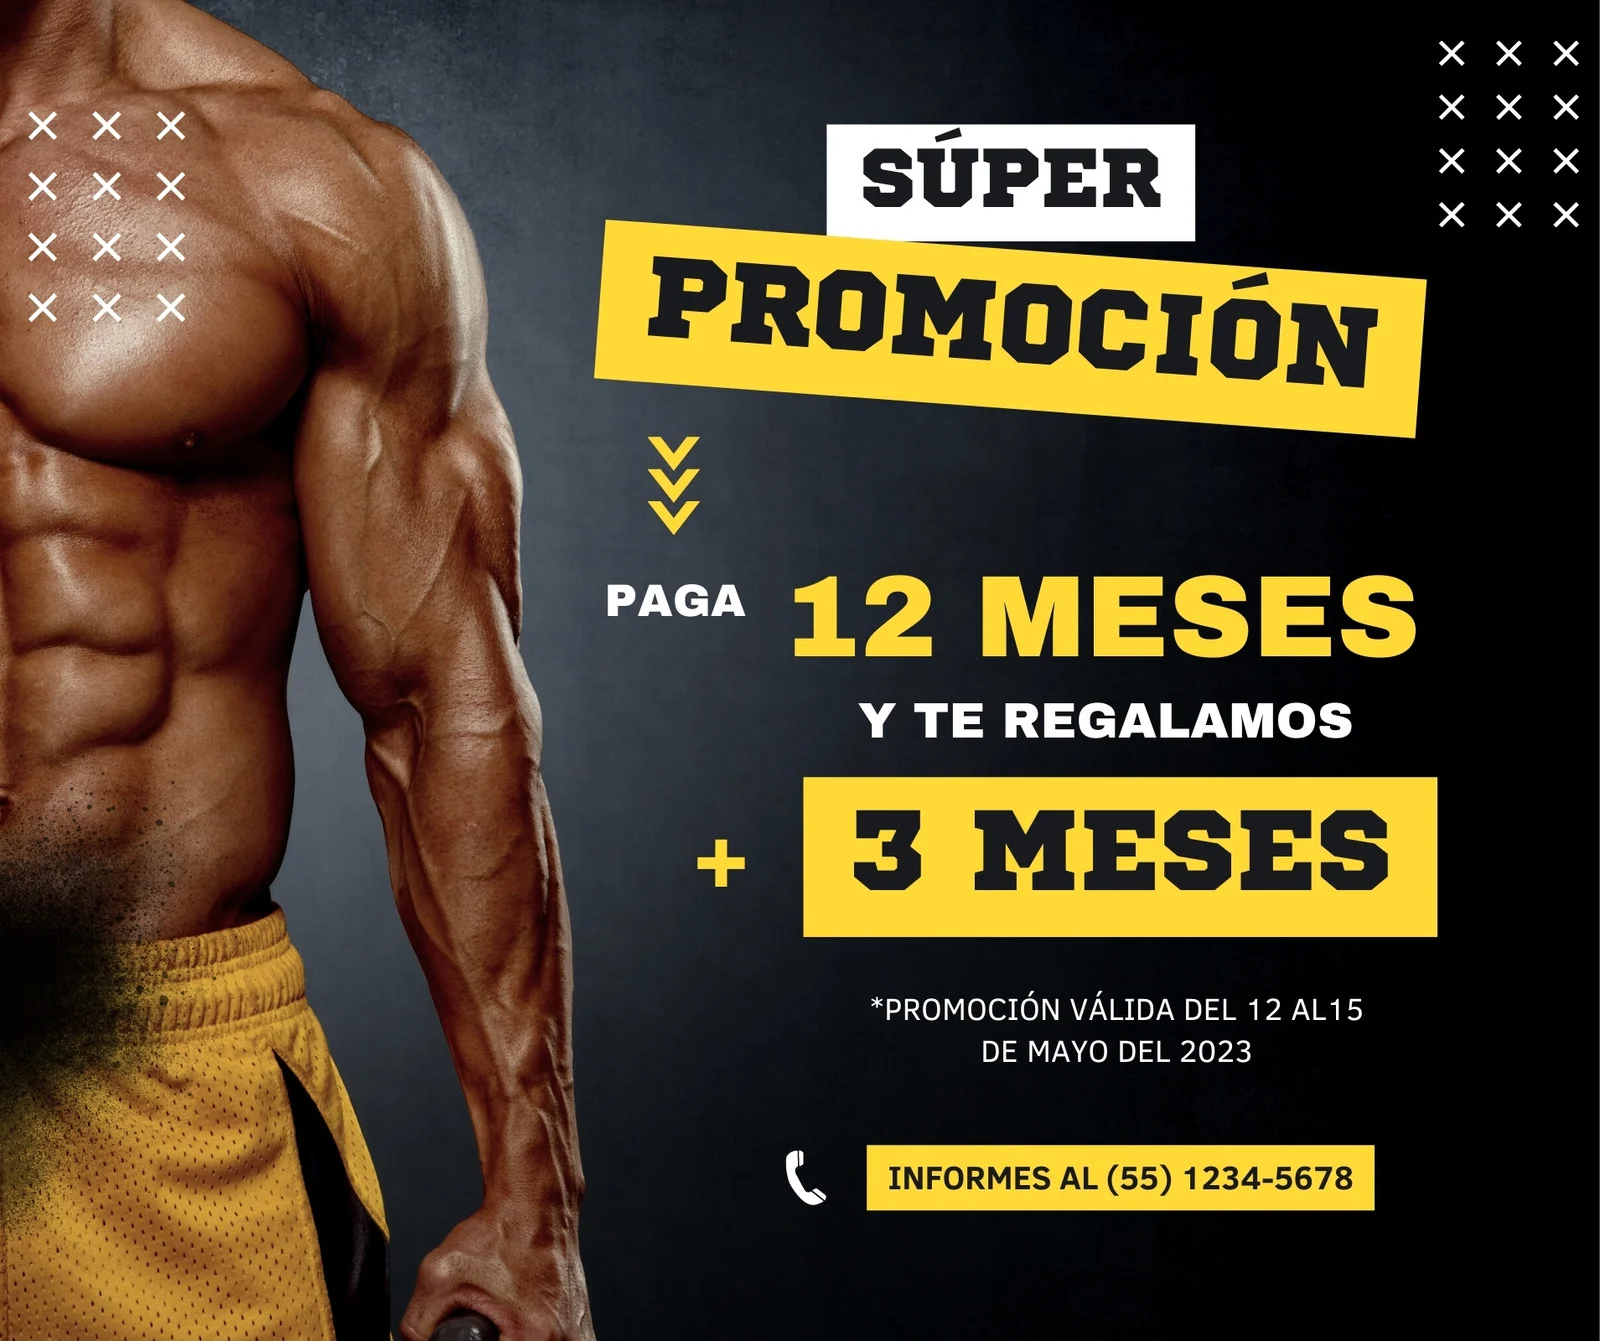 SÚPER
PROMOCIÓN
PAGA 12 MESES
Y TE REGALAMOS
+ 3 MESES
*PROMOCIÓN VÁLIDA DEL 12 AL15
DE MAYO DEL 2023
INFORMES AL (55) 1234-5678